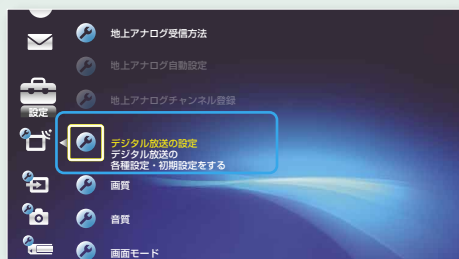 地上アナログ受信方法
地上アナログ自動設定
地上アナログチャンネル登録
設定
デジタル放送の設定
デジタル放送の
各種設定・初期設定をする
画質
音質
画面モード